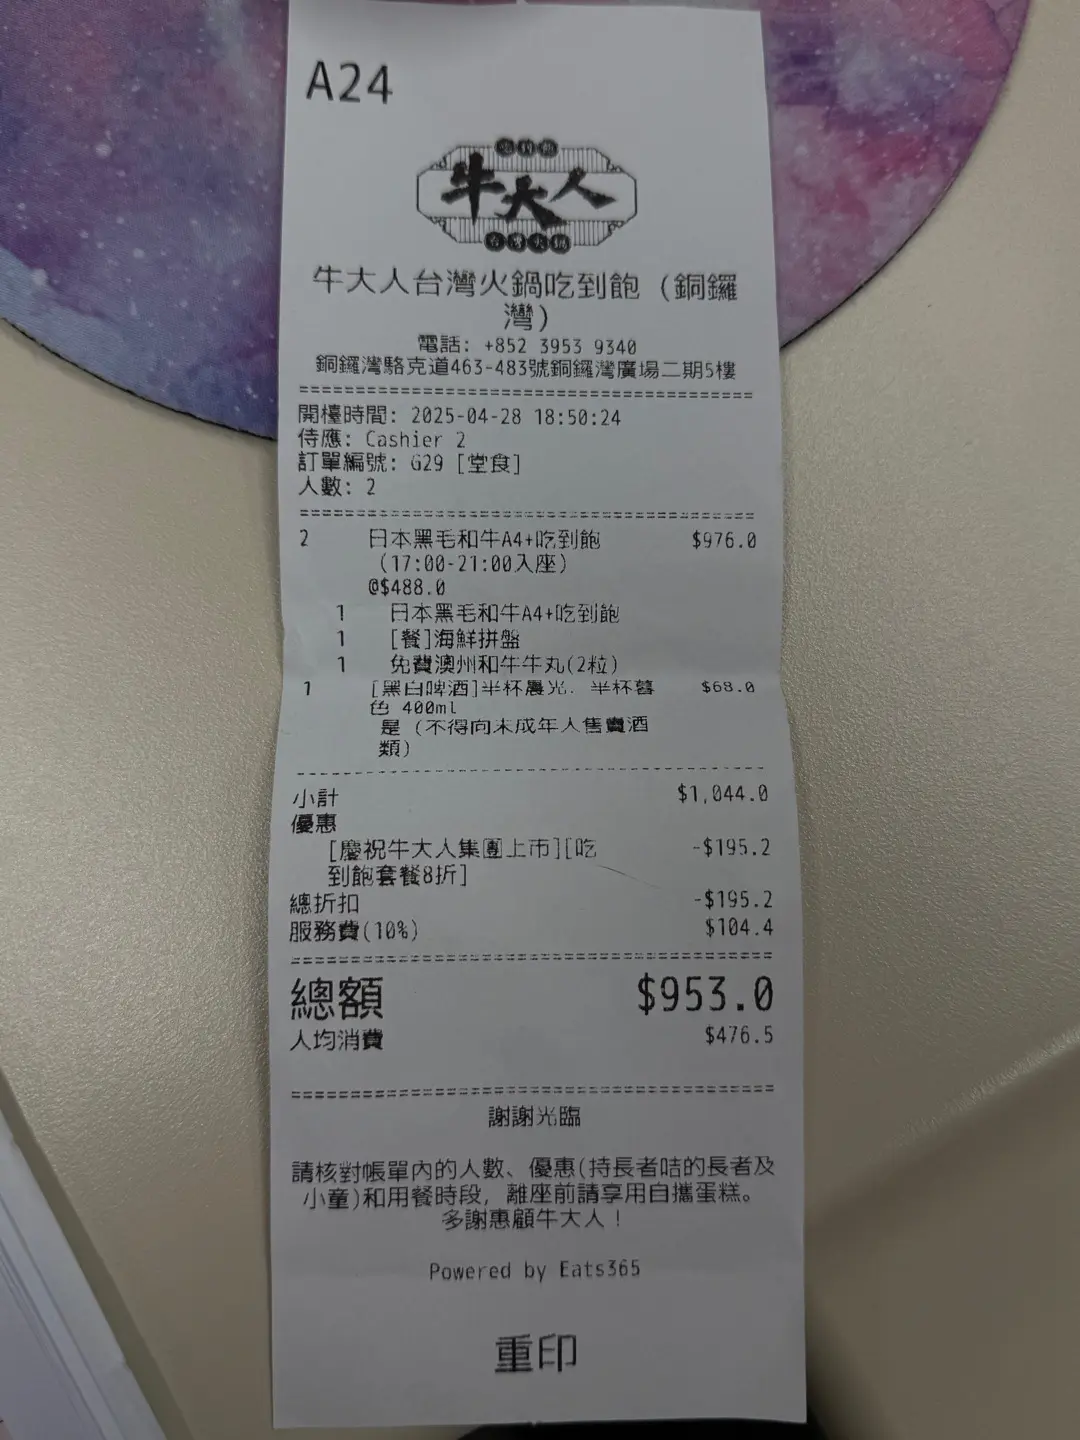 A24
吃到飽
牛大人
台灣火鍋
牛大人台灣火鍋吃到飽 (銅鑼
灣)
電話: +852 3953 9340
銅鑼灣駱克道463-483號銅鑼灣廣場二期5樓
開檯時間: 2025-04-28 18:50:24
侍應: Cashier 2
訂單編號: G29 [堂食]
人數: 2
2 日本黑毛和牛A4+吃到飽 $976.0
(17:00-21:00入座)
@$488.0
1 日本黑毛和牛A4+吃到飽
1 [餐]海鮮拼盤
1 免費澳州和牛牛丸(2粒)
1 [黑白啤酒]半杯晨光．半杯暮 $68.0
色 400ml
是 (不得向未成年人售賣酒
類)
小計 $1,044.0
優惠
[慶祝牛大人集團上市][吃 -$195.2
到飽套餐8折]
總折扣 -$195.2
服務費(10%) $104.4
總額 $953.0
人均消費 $476.5
謝謝光臨
請核對帳單內的人數、優惠(持長者咭的長者及
小童)和用餐時段，離座前請享用自攜蛋糕。
多謝惠顧牛大人！
Powered by Eats365
重印